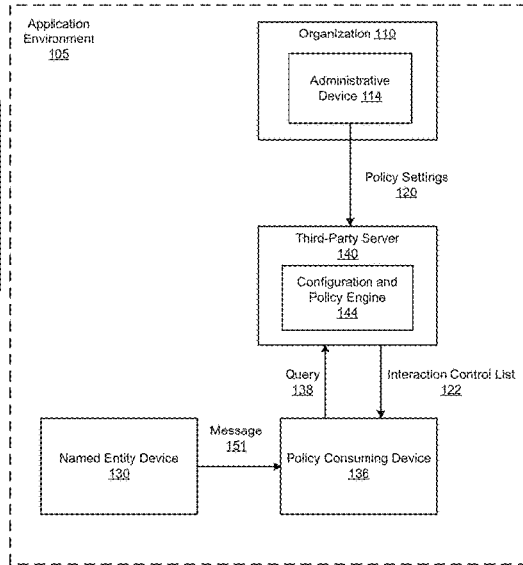 Application
Environment
105
Organization 110
Administrative
Device 114
Policy Settings
120
Third-Party Server
140
Configuration and
Policy Engine
144
Query
138
Interaction Control List
122
Message
151
Named Entity Device
130
Policy Consuming Device
136